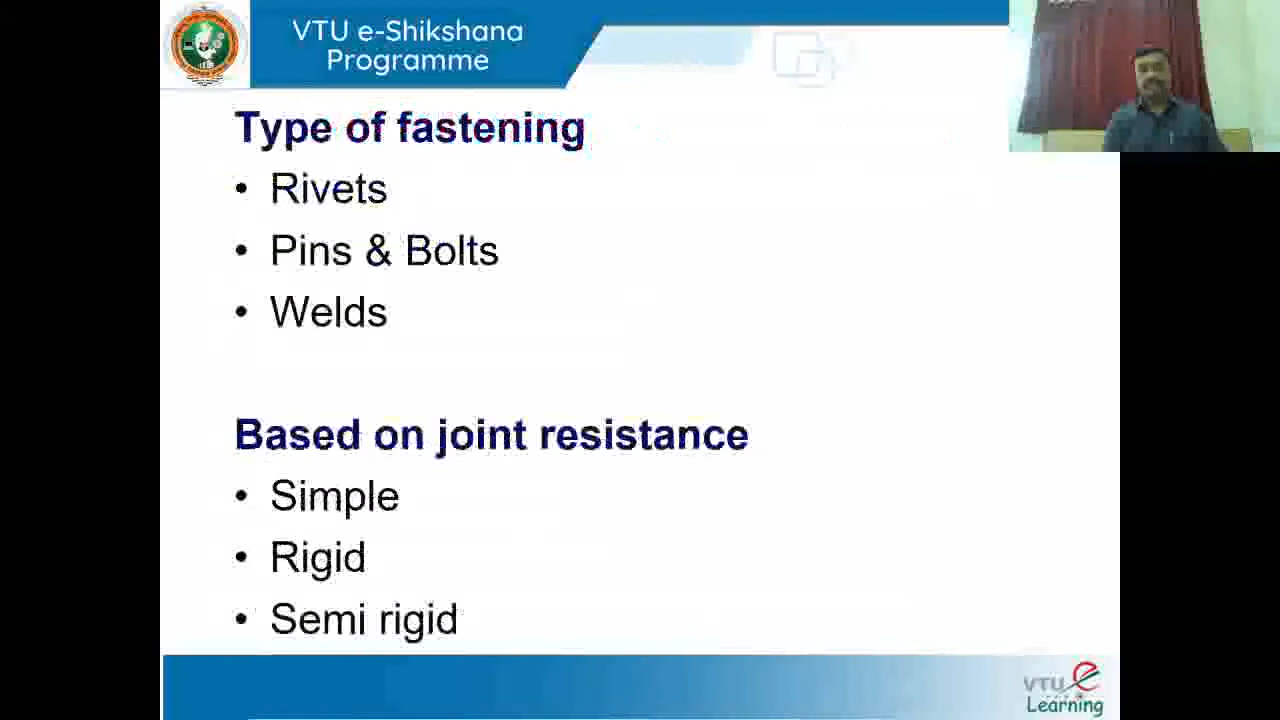 VTU e-Shikshana
Programme
Type of fastening
• Rivets
• Pins & Bolts
• Welds
Based on joint resistance
• Simple
• Rigid
• Semi rigid
VTU e
Learning